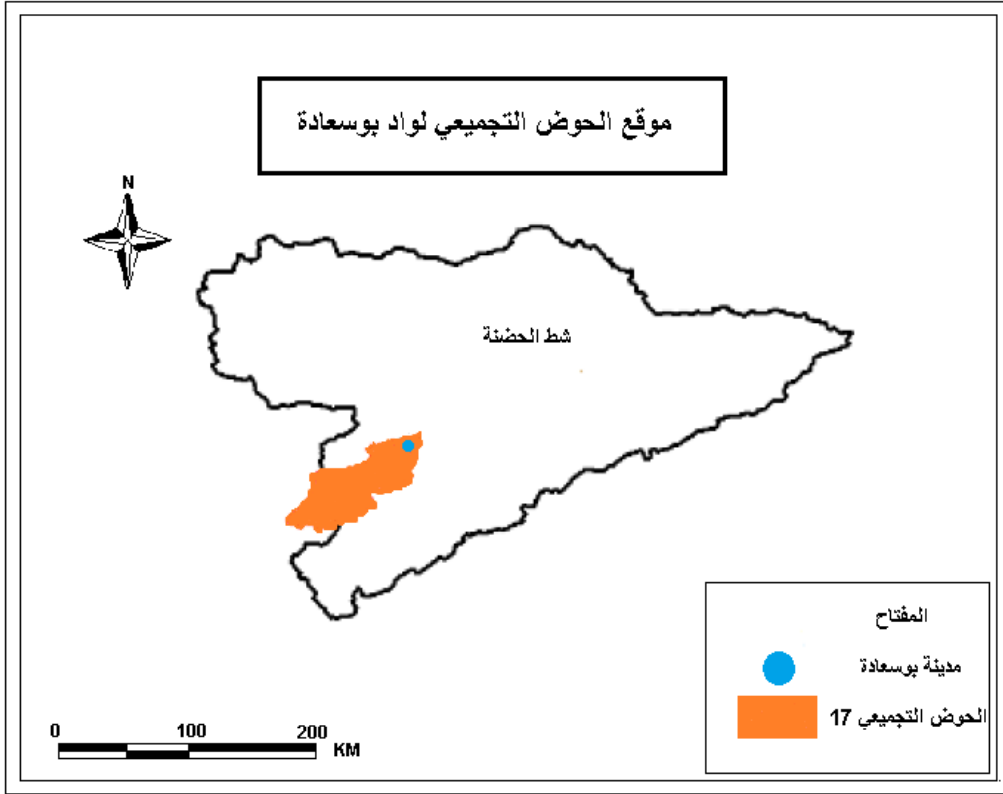 موقع الحوض التجميعي لواد بوسعادة
N
شط الحضنة
المفتاح
مدينة بوسعادة
الحوض التجميعي 17
0 100 200
KM